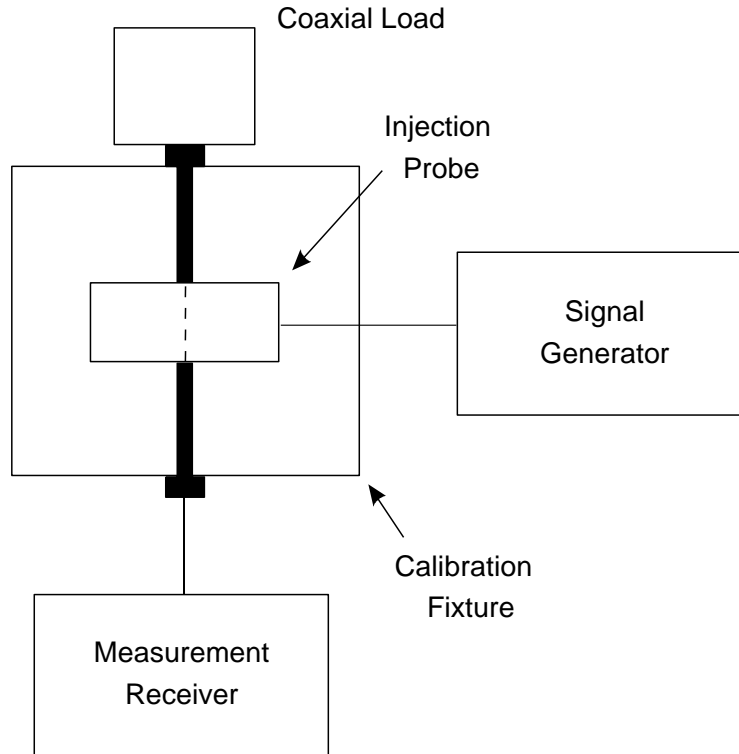 Coaxial Load
Injection
Probe
Signal
Generator
Calibration
Fixture
Measurement
Receiver